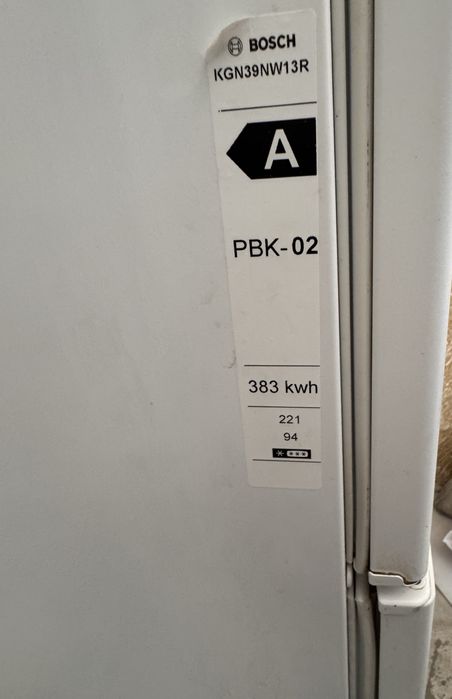 BOSCH
KGN39NW13R
A
PBK-02
383 kwh
221
94